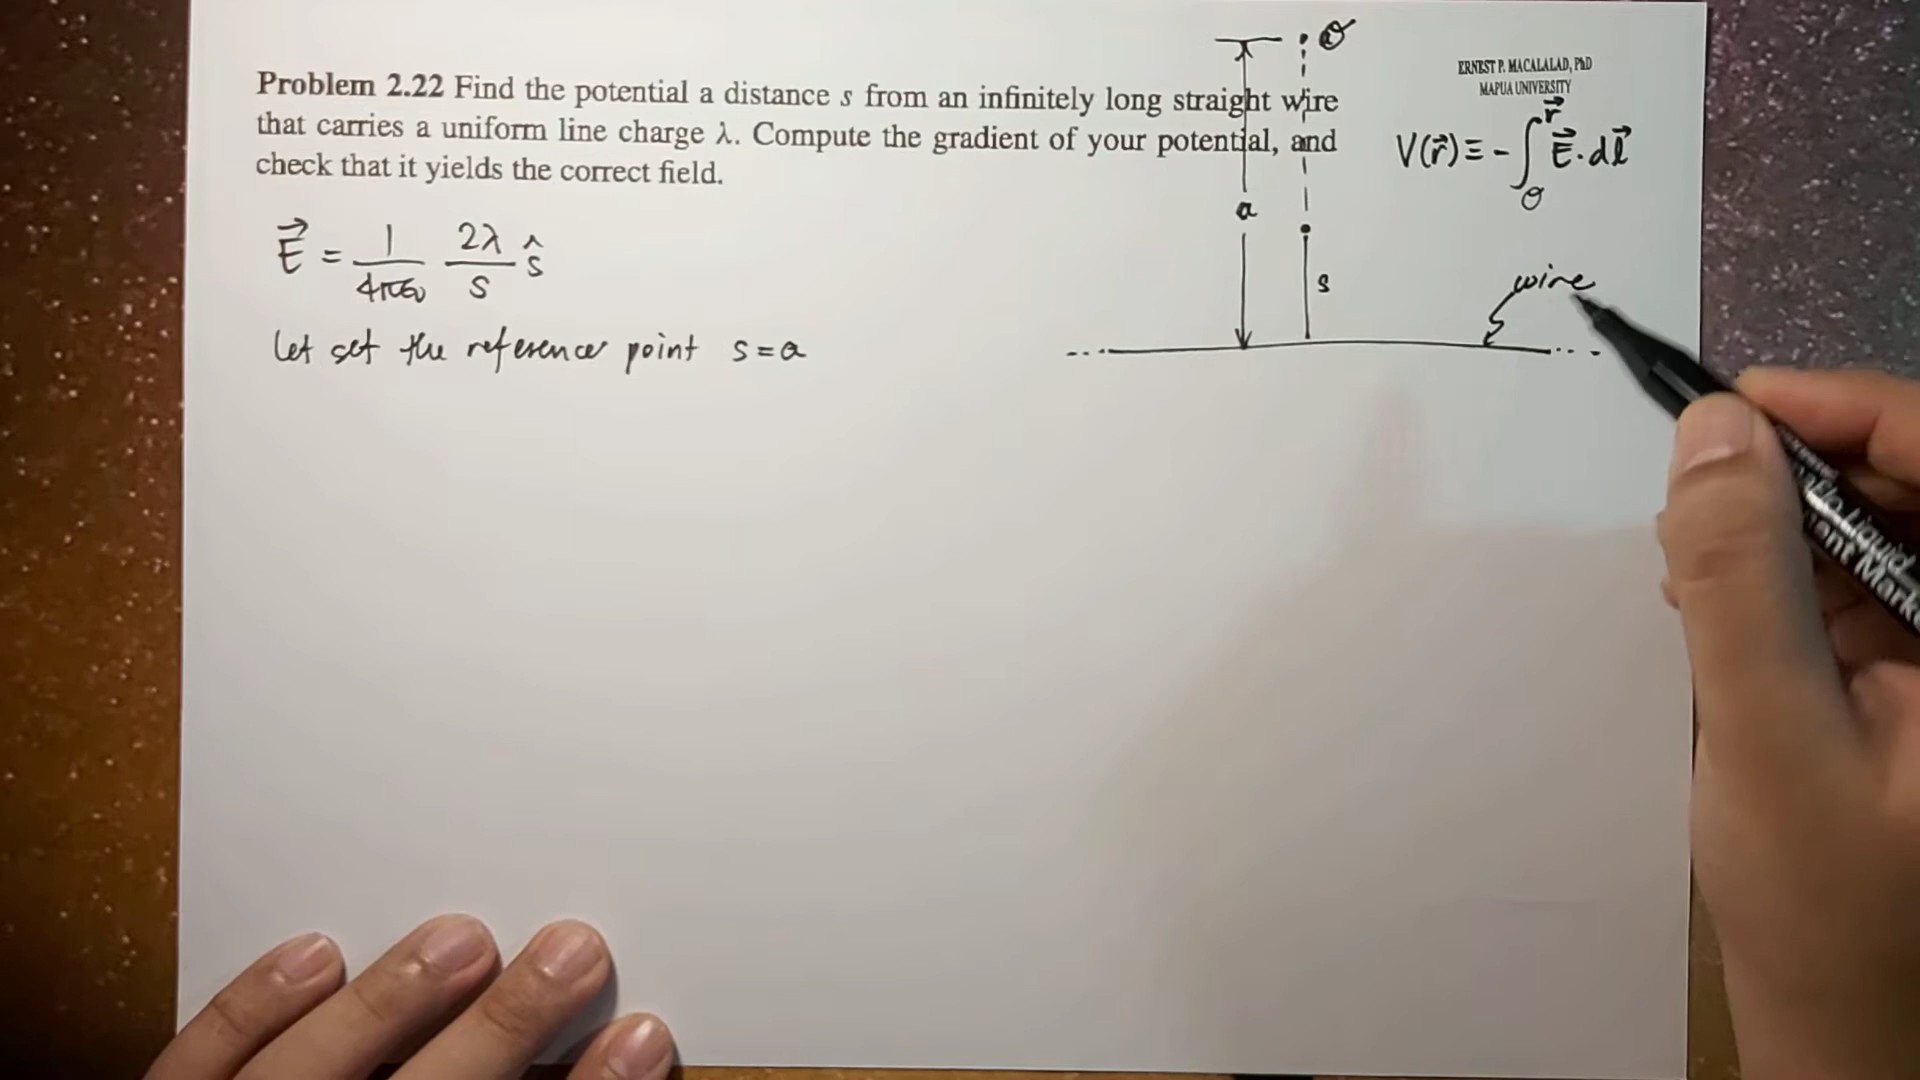 Problem 2.22 Find the potential a distance s from an infinitely long straight wire
that carries a uniform line charge λ. Compute the gradient of your potential, and
check that it yields the correct field.
ERNEST P. MACALALAD, PhD
MAPUA UNIVERSITY
V(r⃗) ≡ - ∫_O^r⃗ E⃗ · dl⃗
E⃗ = 1/4πε₀ 2λ/s ŝ
Let set the reference point s = a
O
a
s
wire
Liquid
Mark